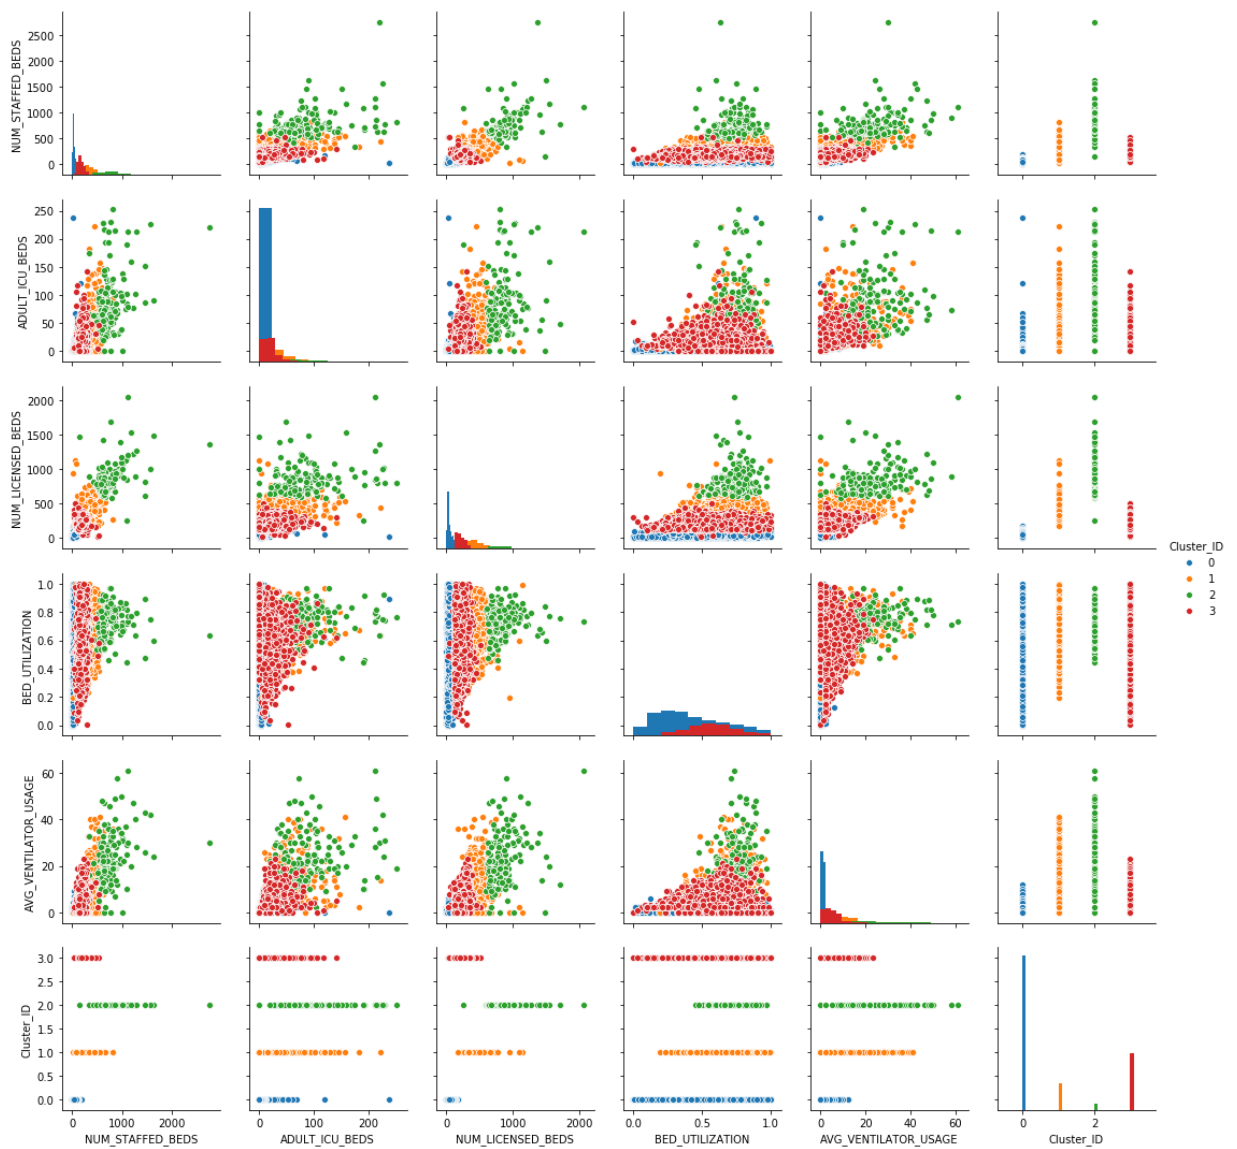 2500
2000
1500
1000
500
0
NUM_STAFFED_BEDS
250
200
150
100
50
0
ADULT_ICU_BEDS
2000
1500
1000
500
0
NUM_LICENSED_BEDS
Cluster_ID
0
1
2
3
1.0
0.8
0.6
0.4
0.2
0.0
BED_UTILIZATION
60
40
20
0
AVG_VENTILATOR_USAGE
3.0
2.5
2.0
1.5
1.0
0.5
0.0
Cluster_ID
0 1000 2000
0 100 200
0 1000 2000
0.0 0.5 1.0
0 20 40 60
0 2
NUM_STAFFED_BEDS
ADULT_ICU_BEDS
NUM_LICENSED_BEDS
BED_UTILIZATION
AVG_VENTILATOR_USAGE
Cluster_ID